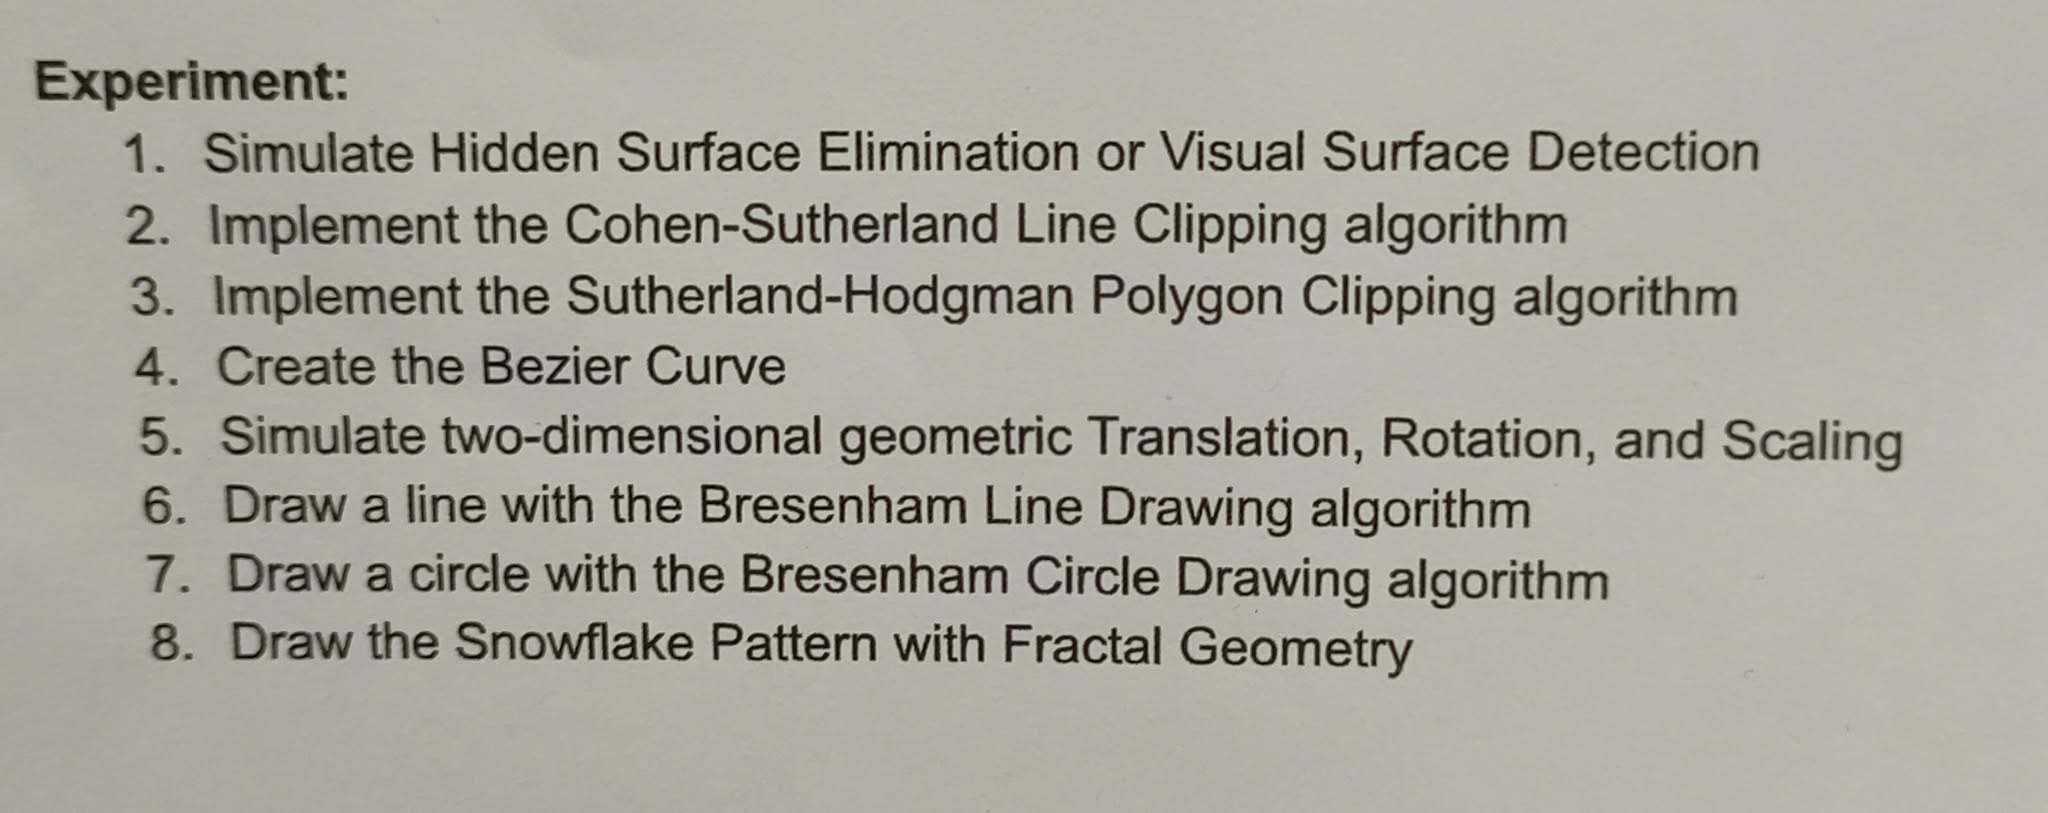 Experiment:
1. Simulate Hidden Surface Elimination or Visual Surface Detection
2. Implement the Cohen-Sutherland Line Clipping algorithm
3. Implement the Sutherland-Hodgman Polygon Clipping algorithm
4. Create the Bezier Curve
5. Simulate two-dimensional geometric Translation, Rotation, and Scaling
6. Draw a line with the Bresenham Line Drawing algorithm
7. Draw a circle with the Bresenham Circle Drawing algorithm
8. Draw the Snowflake Pattern with Fractal Geometry